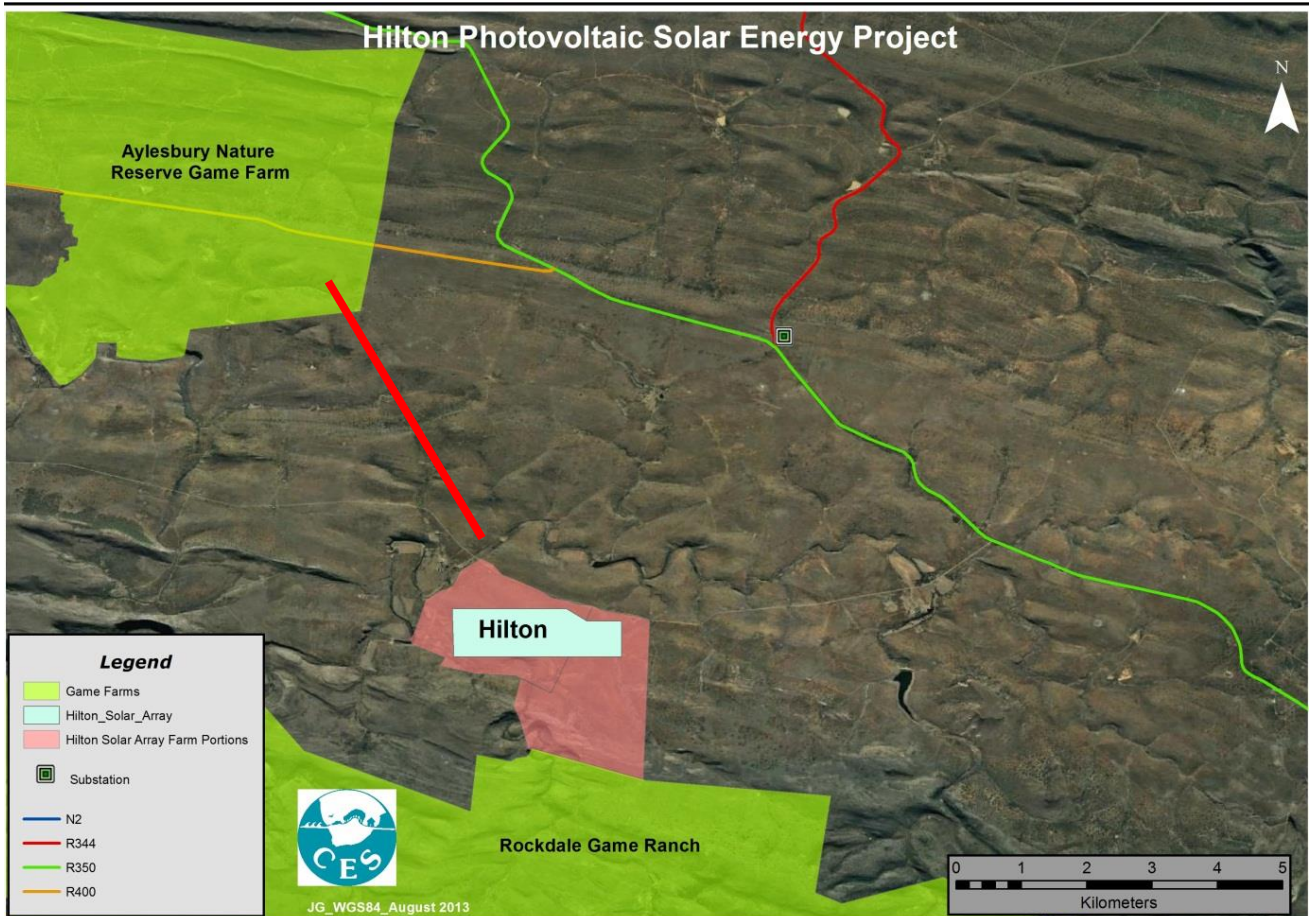 Hilton Photovoltaic Solar Energy Project
N
Aylesbury Nature
Reserve Game Farm
Hilton
Legend
Game Farms
Hilton_Solar_Array
Hilton Solar Array Farm Portions
Substation
N2
R344
R350
R400
CES
JG_WGS84_August 2013
Rockdale Game Ranch
0 1 2 3 4 5
Kilometers